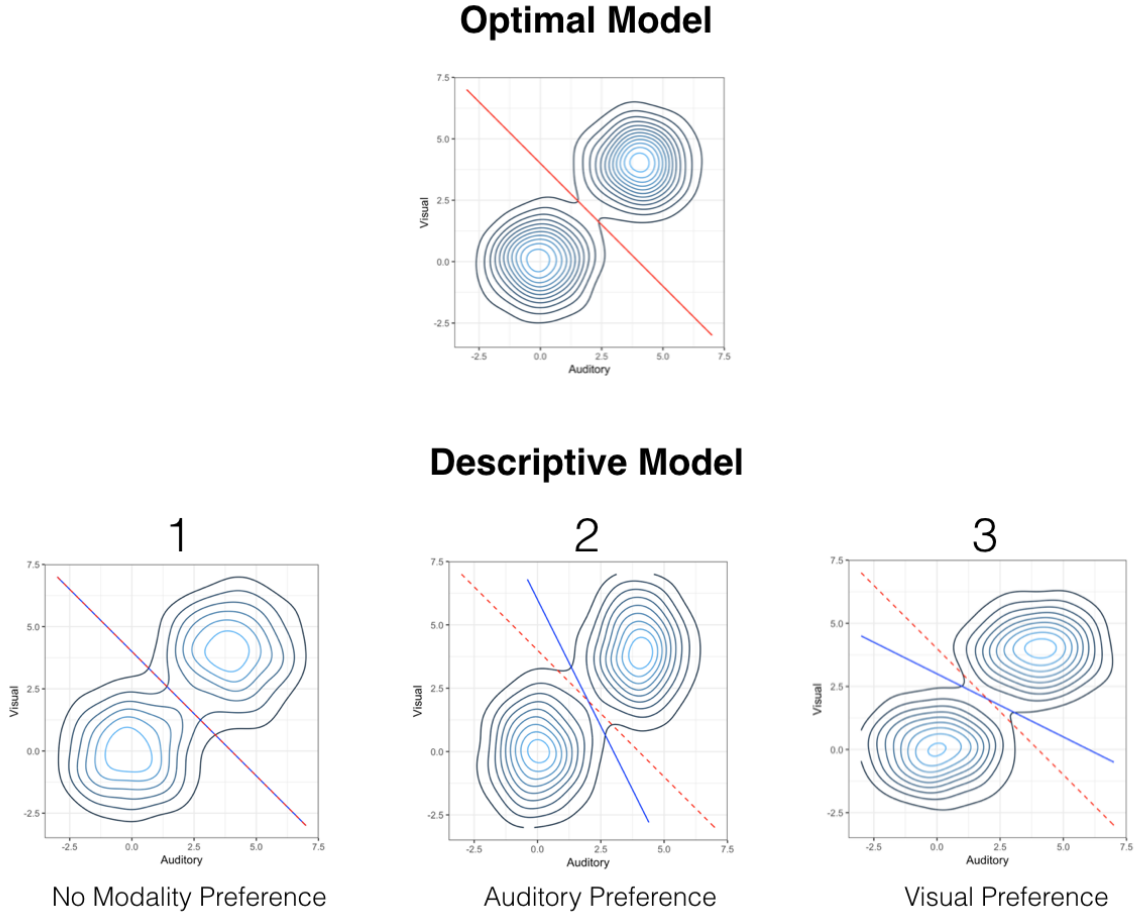 Optimal Model
7.5
5.0
2.5
0.0
-2.5
Visual
-2.5 0.0 2.5 5.0 7.5
Auditory
Descriptive Model
1
7.5
5.0
2.5
0.0
-2.5
Visual
-2.5 0.0 2.5 5.0 7.5
Auditory
No Modality Preference
2
7.5
5.0
2.5
0.0
-2.5
Visual
-2.5 0.0 2.5 5.0 7.5
Auditory
Auditory Preference
3
7.5
5.0
2.5
0.0
-2.5
Visual
-2.5 0.0 2.5 5.0 7.5
Auditory
Visual Preference